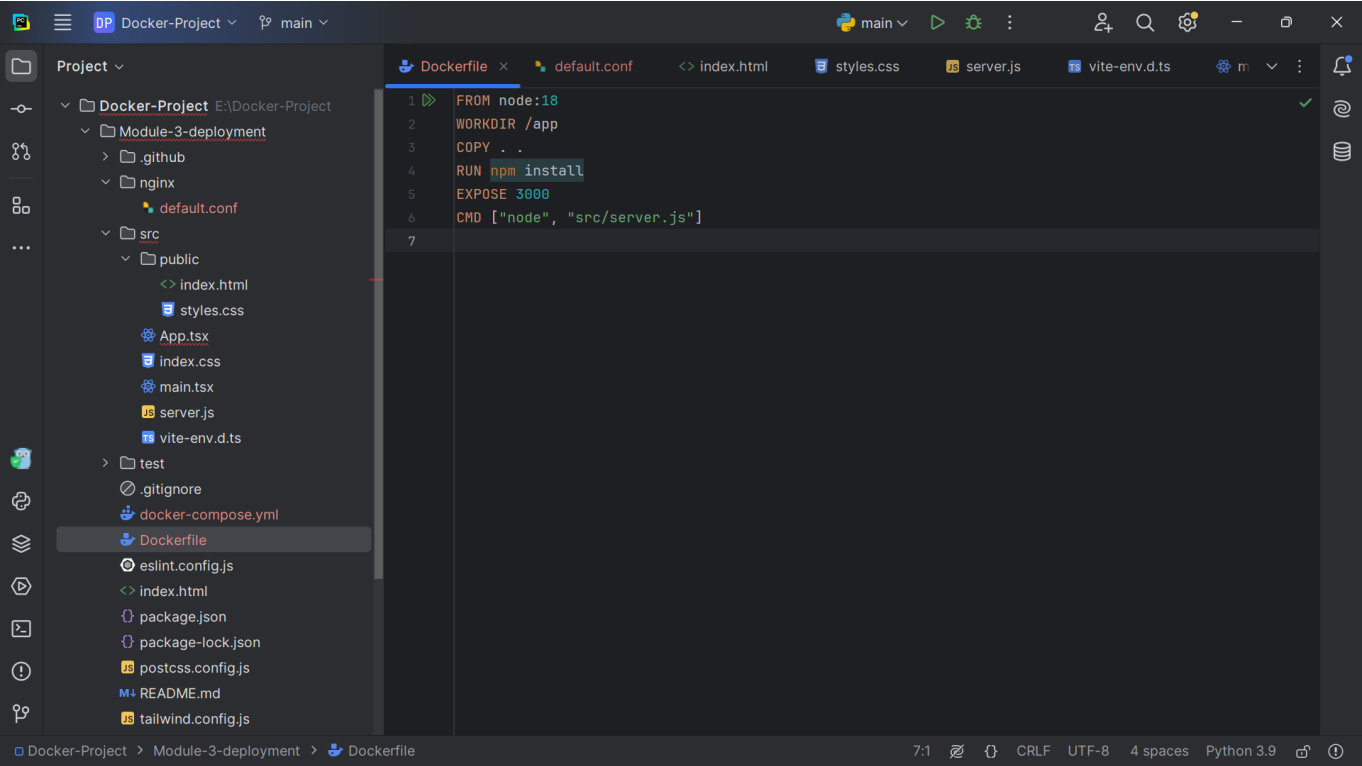 DP Docker-Project main main
Project
Dockerfile default.conf index.html styles.css server.js vite-env.d.ts m
Docker-Project E:\Docker-Project
Module-3-deployment
.github
nginx
default.conf
src
public
index.html
styles.css
App.tsx
index.css
main.tsx
server.js
vite-env.d.ts
test
.gitignore
docker-compose.yml
Dockerfile
eslint.config.js
index.html
package.json
package-lock.json
postcss.config.js
README.md
tailwind.config.js
1 FROM node:18
2 WORKDIR /app
3 COPY . .
4 RUN npm install
5 EXPOSE 3000
6 CMD ["node", "src/server.js"]
7
Docker-Project > Module-3-deployment > Dockerfile 7:1 {} CRLF UTF-8 4 spaces Python 3.9